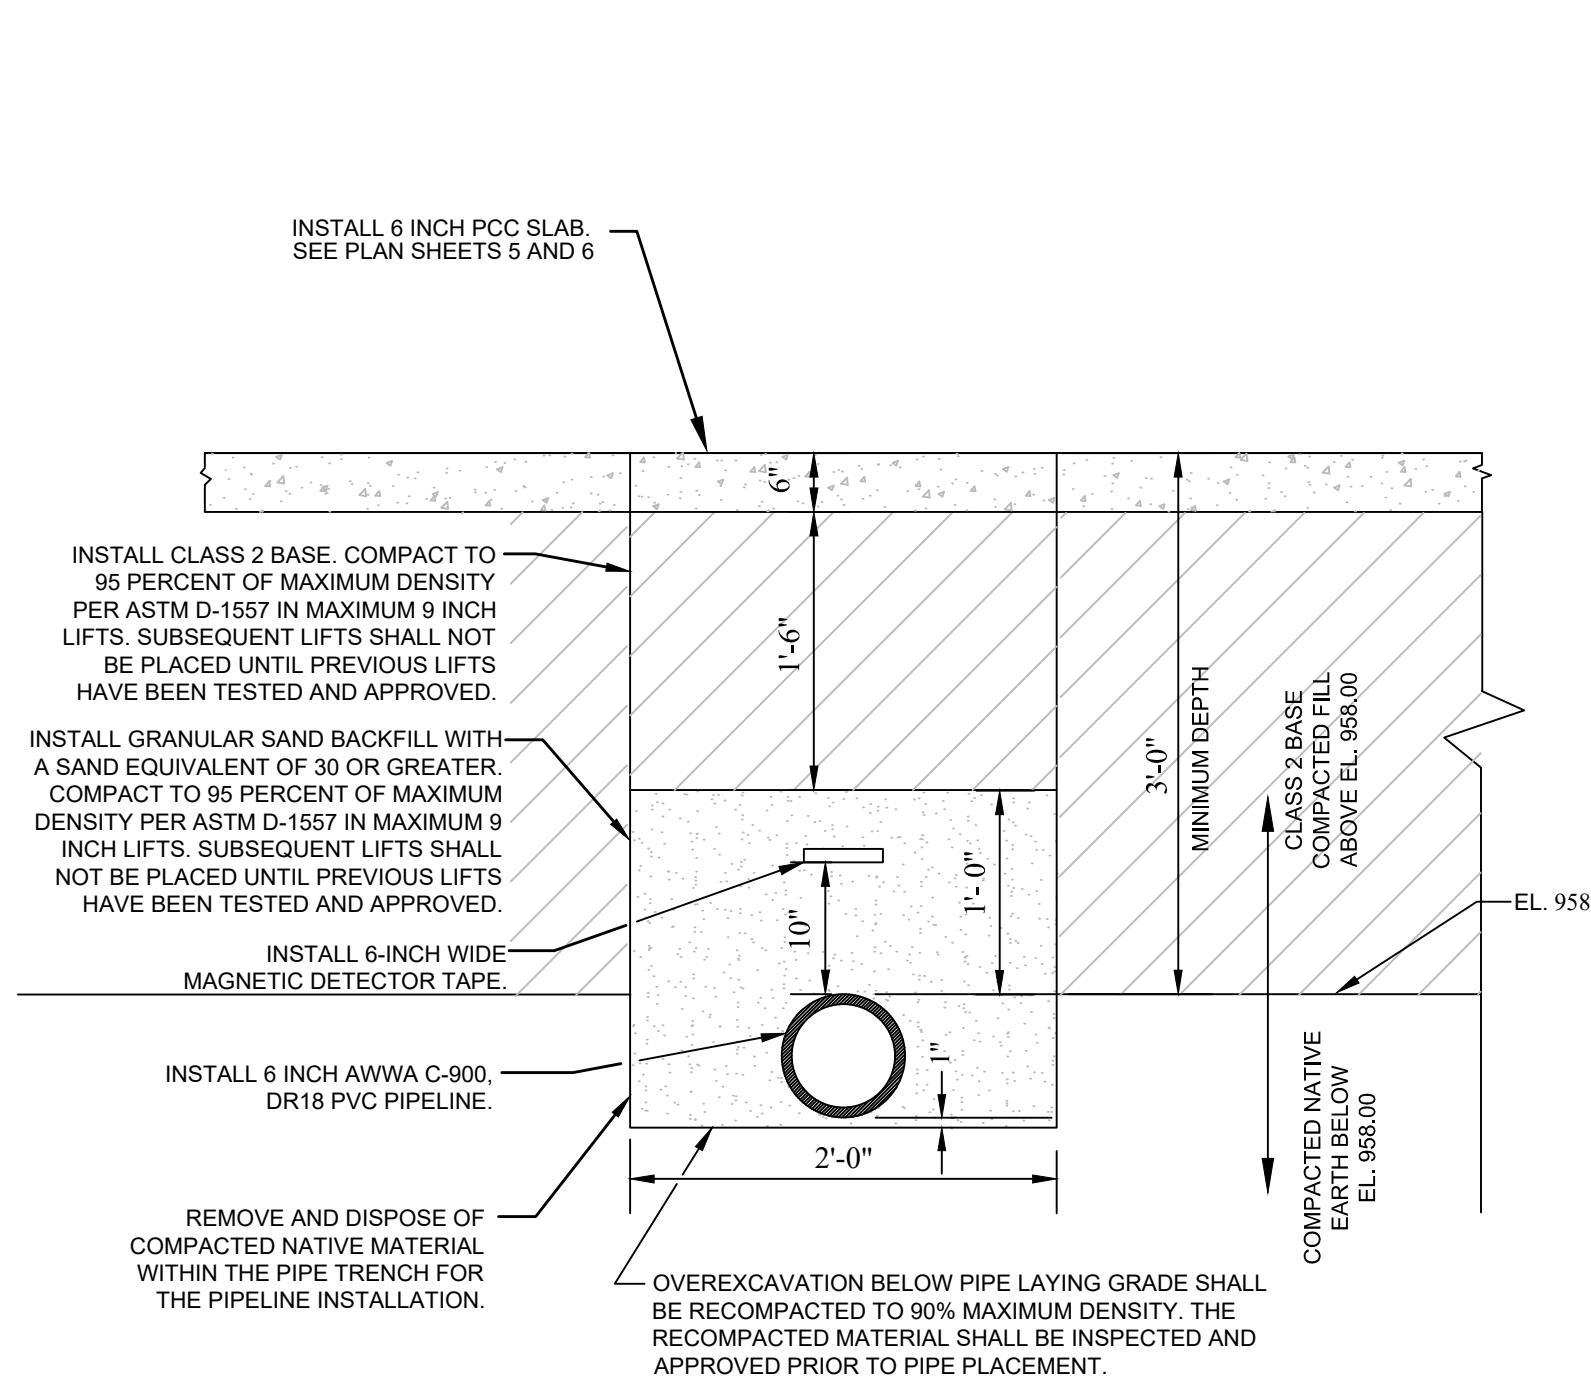 INSTALL 6 INCH PCC SLAB.
SEE PLAN SHEETS 5 AND 6
6"
INSTALL CLASS 2 BASE. COMPACT TO
95 PERCENT OF MAXIMUM DENSITY
PER ASTM D-1557 IN MAXIMUM 9 INCH
LIFTS. SUBSEQUENT LIFTS SHALL NOT
BE PLACED UNTIL PREVIOUS LIFTS
HAVE BEEN TESTED AND APPROVED.
1'-6"
INSTALL GRANULAR SAND BACKFILL WITH
A SAND EQUIVALENT OF 30 OR GREATER.
COMPACT TO 95 PERCENT OF MAXIMUM
DENSITY PER ASTM D-1557 IN MAXIMUM 9
INCH LIFTS. SUBSEQUENT LIFTS SHALL
NOT BE PLACED UNTIL PREVIOUS LIFTS
HAVE BEEN TESTED AND APPROVED.
3'-0"
MINIMUM DEPTH
CLASS 2 BASE
COMPACTED FILL
ABOVE EL. 958.00
1'- 0"
10"
EL. 958
INSTALL 6-INCH WIDE
MAGNETIC DETECTOR TAPE.
1"
INSTALL 6 INCH AWWA C-900,
DR18 PVC PIPELINE.
COMPACTED NATIVE
EARTH BELOW
EL. 958.00
2'-0"
REMOVE AND DISPOSE OF
COMPACTED NATIVE MATERIAL
WITHIN THE PIPE TRENCH FOR
THE PIPELINE INSTALLATION.
OVEREXCAVATION BELOW PIPE LAYING GRADE SHALL
BE RECOMPACTED TO 90% MAXIMUM DENSITY. THE
RECOMPACTED MATERIAL SHALL BE INSPECTED AND
APPROVED PRIOR TO PIPE PLACEMENT.